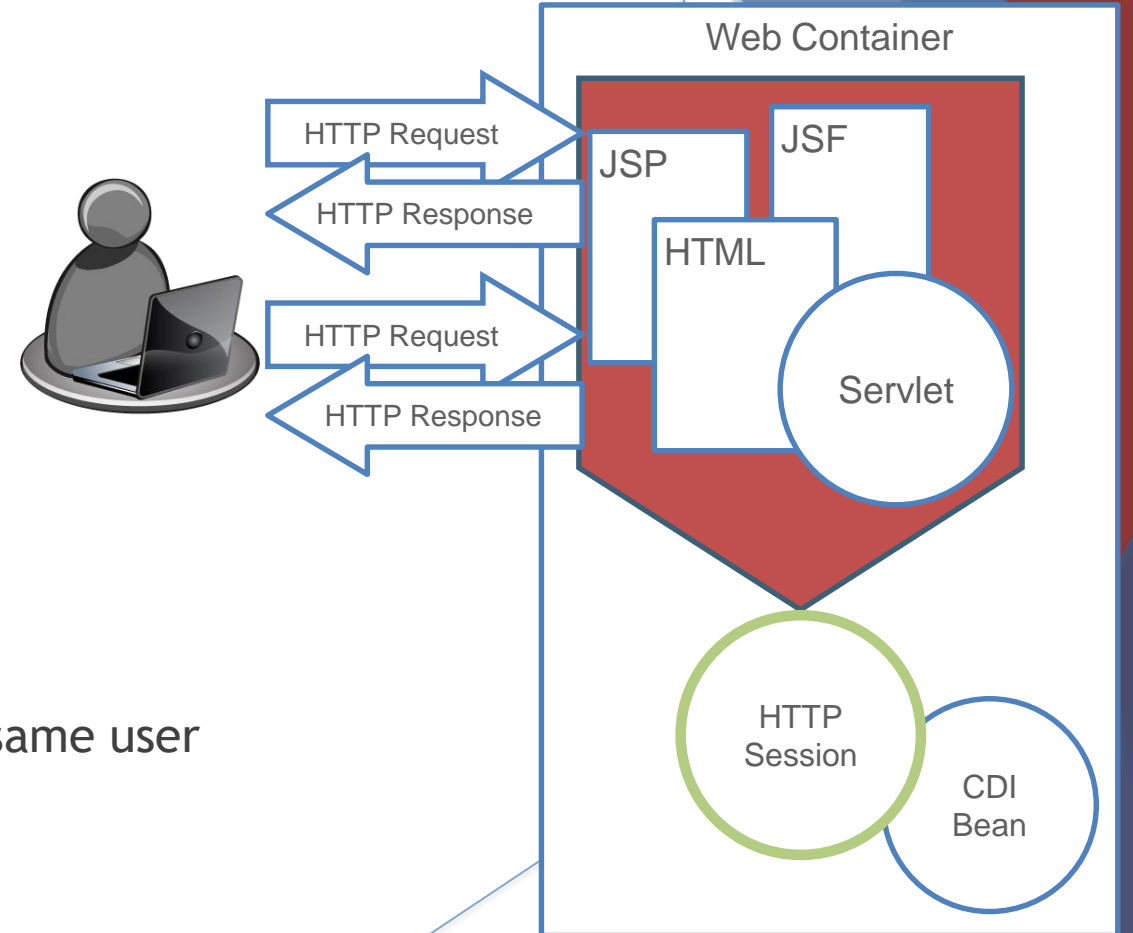 Web Container
HTTP Request
HTTP Response
HTTP Request
HTTP Response
JSP
JSF
HTML
Servlet
same user
HTTP
Session
CDI
Bean